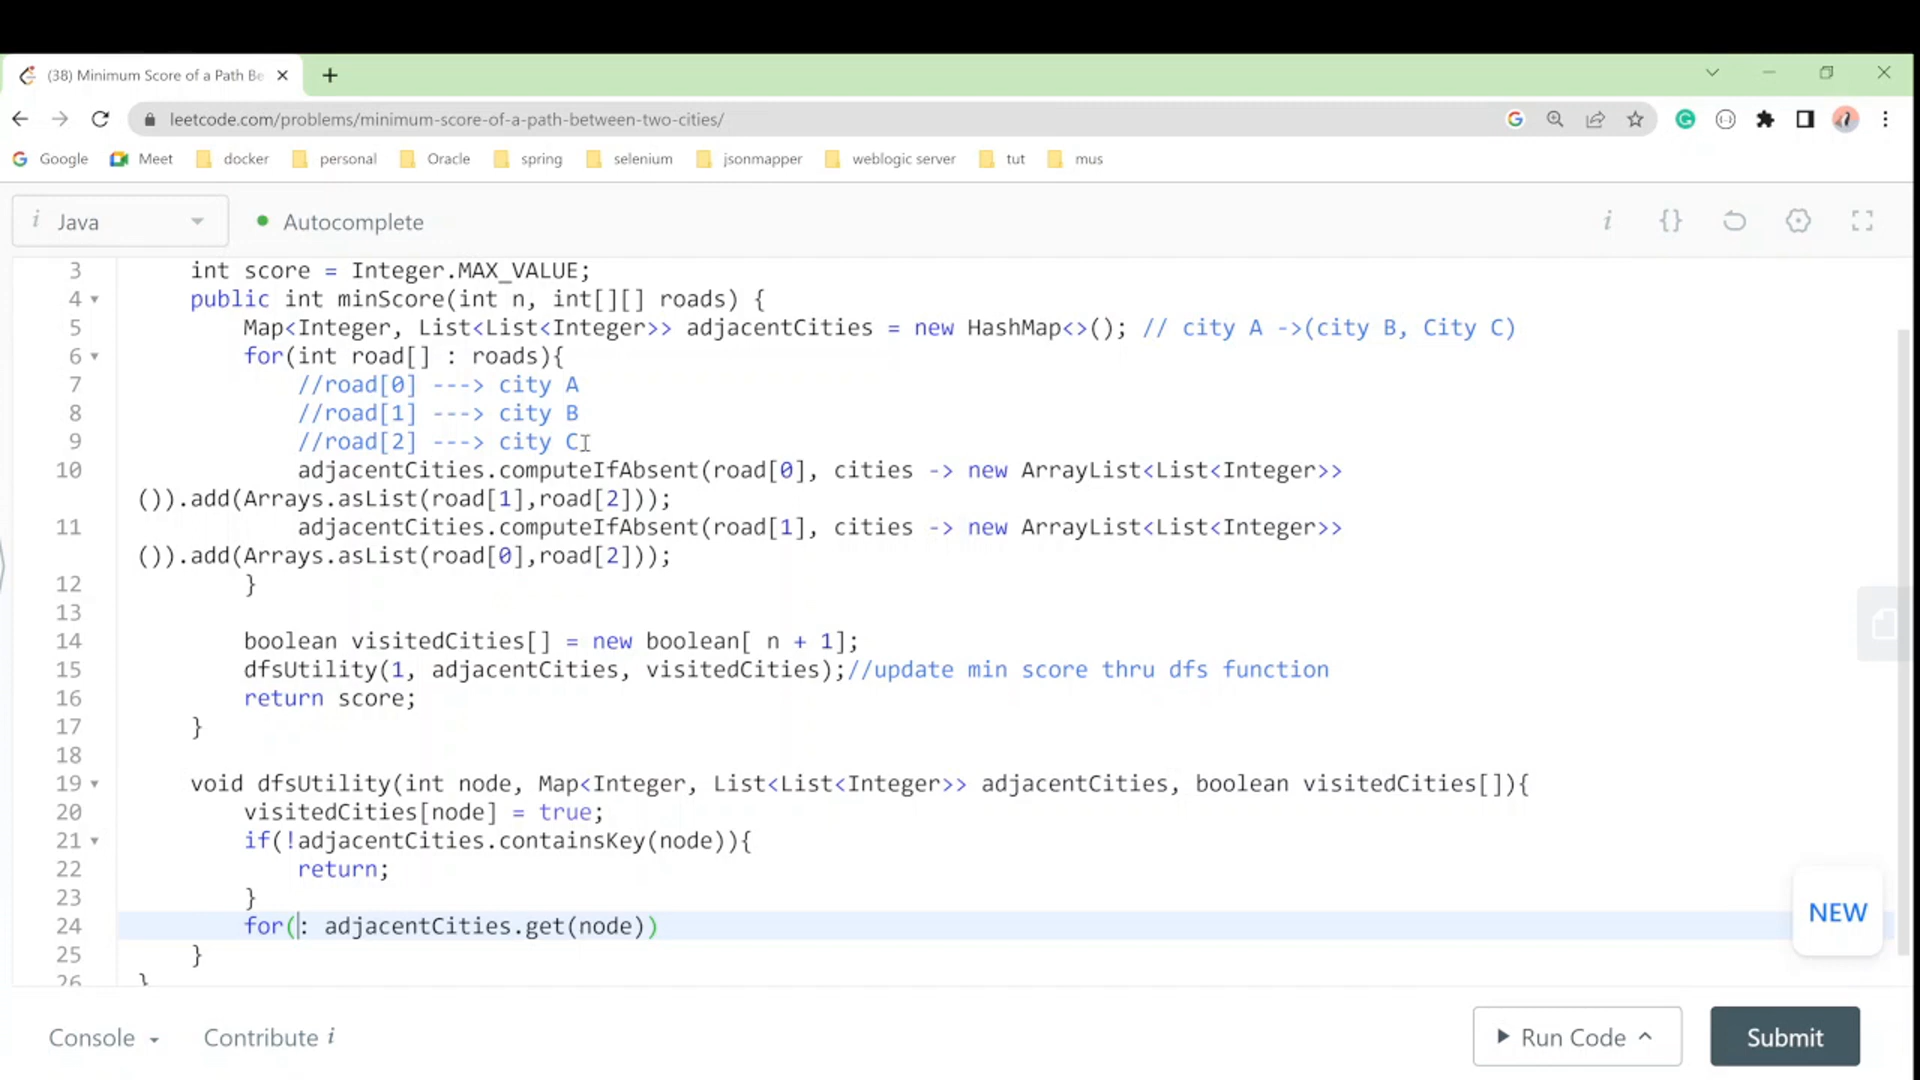 (38) Minimum Score of a Path Be
leetcode.com/problems/minimum-score-of-a-path-between-two-cities/
Google Meet docker personal Oracle spring selenium jsonmapper weblogic server tut mus
i Java Autocomplete i {}
3 int score = Integer.MAX_VALUE;
4 public int minScore(int n, int[][] roads) {
5 Map<Integer, List<List<Integer>> adjacentCities = new HashMap<>(); // city A ->(city B, City C)
6 for(int road[] : roads){
7 //road[0] ---> city A
8 //road[1] ---> city B
9 //road[2] ---> city C
10 adjacentCities.computeIfAbsent(road[0], cities -> new ArrayList<List<Integer>>
()).add(Arrays.asList(road[1],road[2]));
11 adjacentCities.computeIfAbsent(road[1], cities -> new ArrayList<List<Integer>>
()).add(Arrays.asList(road[0],road[2]));
12 }
13
14 boolean visitedCities[] = new boolean[ n + 1];
15 dfsUtility(1, adjacentCities, visitedCities);//update min score thru dfs function
16 return score;
17 }
18
19 void dfsUtility(int node, Map<Integer, List<List<Integer>> adjacentCities, boolean visitedCities[]){
20 visitedCities[node] = true;
21 if(!adjacentCities.containsKey(node)){
22 return;
23 }
24 for(: adjacentCities.get(node))
25 }
26 }
NEW
Console Contribute i Run Code Submit